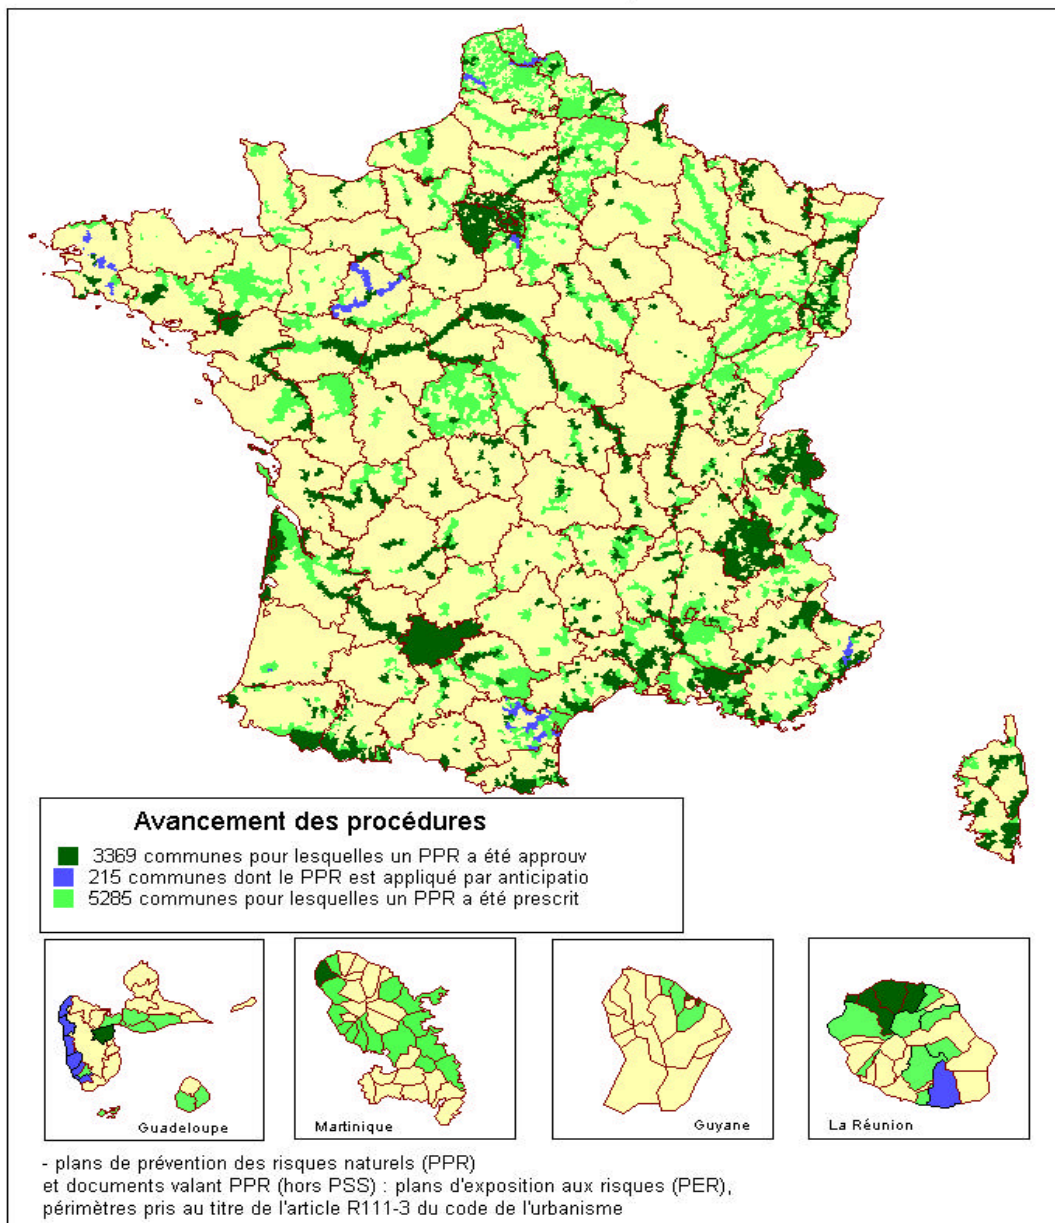 Avancement des procédures
3369 communes pour lesquelles un PPR a été approuv
215 communes dont le PPR est appliqué par anticipatio
5285 communes pour lesquelles un PPR a été prescrit
Guadeloupe
Martinique
Guyane
La Réunion
- plans de prévention des risques naturels (PPR)
et documents valant PPR (hors PSS) : plans d'exposition aux risques (PER),
périmètres pris au titre de l'article R111-3 du code de l'urbanisme